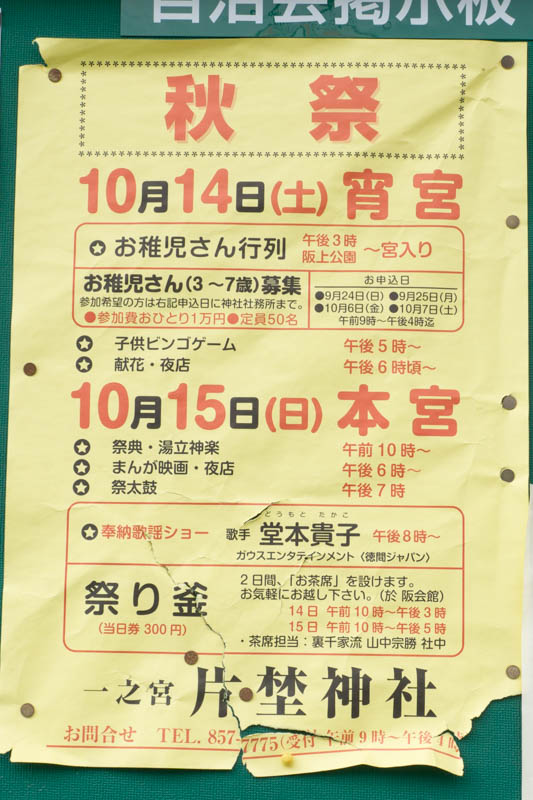 自治会掲示板
秋祭
10月14日(土) 宵宮
お稚児さん行列 午後3時 阪上公園 ～宮入り
お稚児さん(3～7歳)募集
参加希望の方は右記申込日に神社社務所まで。
●参加費おひとり1万円●定員50名
お申込日
●9月24日(日) ●9月25日(月)
●10月6日(金) ●10月7日(土)
午前9時～午後4時迄
子供ビンゴゲーム 午後5時～
献花・夜店 午後6時頃～
10月15日(日) 本宮
祭典・湯立神楽 午前10時～
まんが映画・夜店 午後6時～
祭太鼓 午後7時
どうもと たかこ
奉納歌謡ショー 歌手 堂本貴子 午後8時～
ガウスエンタテインメント〈徳間ジャパン〉
祭り釜
(当日券300円)
2日間、「お茶席」を設けます。
お気軽にお越し下さい。(於 阪会館)
14日 午前10時～午後3時
15日 午前10時～午後5時
・茶席担当：裏千家流 山中宗勝 社中
一之宮 片埜神社
お問合せ TEL. 857-7775(受付 午前9時～午後4時